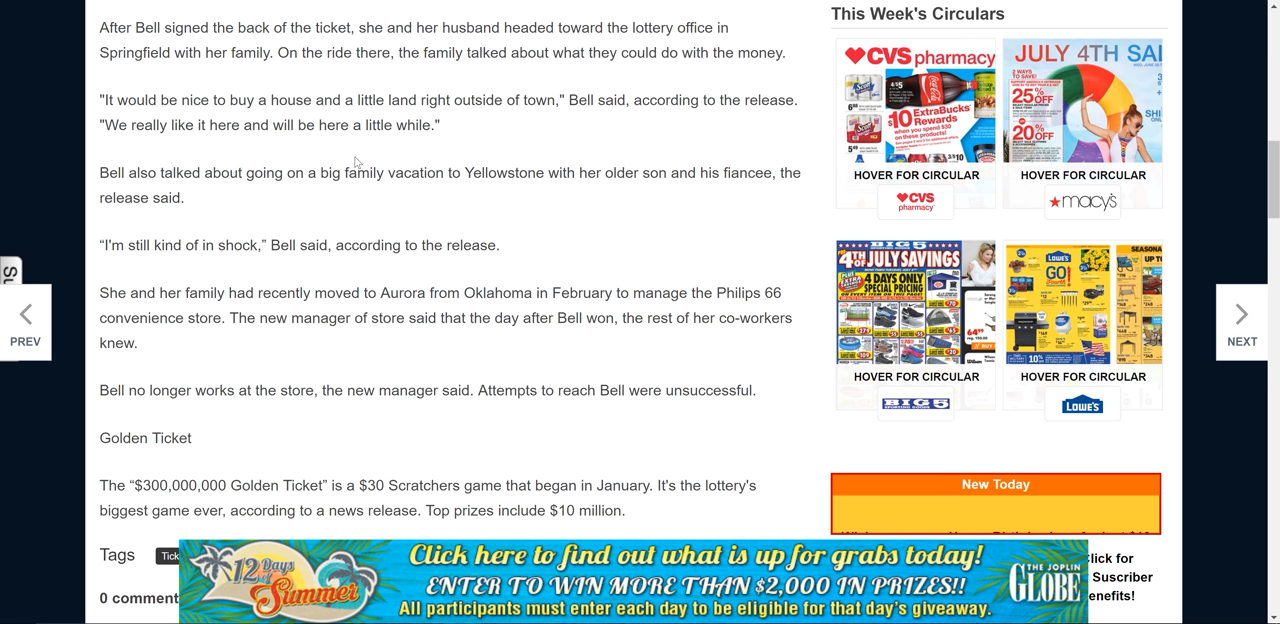 After Bell signed the back of the ticket, she and her husband headed toward the lottery office in
Springfield with her family. On the ride there, the family talked about what they could do with the money.
"It would be nice to buy a house and a little land right outside of town," Bell said, according to the release.
"We really like it here and will be here a little while."
Bell also talked about going on a big family vacation to Yellowstone with her older son and his fiancee, the
release said.
“I'm still kind of in shock,” Bell said, according to the release.
She and her family had recently moved to Aurora from Oklahoma in February to manage the Philips 66
convenience store. The new manager of store said that the day after Bell won, the rest of her co-workers
knew.
Bell no longer works at the store, the new manager said. Attempts to reach Bell were unsuccessful.
Golden Ticket
The “$300,000,000 Golden Ticket” is a $30 Scratchers game that began in January. It's the lottery's
biggest game ever, according to a news release. Top prizes include $10 million.
Tags
Tick
0 comment
PREV
NEXT
This Week's Circulars
CVS pharmacy
$10 ExtraBucks
Rewards
when you spend $30
on these products!
HOVER FOR CIRCULAR
CVS
pharmacy
JULY 4TH SAL
2 WAYS
TO SAVE!
25% OFF
20% OFF
HOVER FOR CIRCULAR
macy's
BIG 5
4TH OF JULY SAVINGS
4 DAYS ONLY
SPECIAL PRICING
HOVER FOR CIRCULAR
BIG 5
LOWE'S
GO
SEASONA
UP TO
HOVER FOR CIRCULAR
LOWE'S
New Today
Click for
Suscriber
enefits!
12 Days
of
Summer
Click here to find out what is up for grabs today!
ENTER TO WIN MORE THAN $2,000 IN PRIZES!!
All participants must enter each day to be eligible for that day's giveaway.
THE JOPLIN
GLOBE